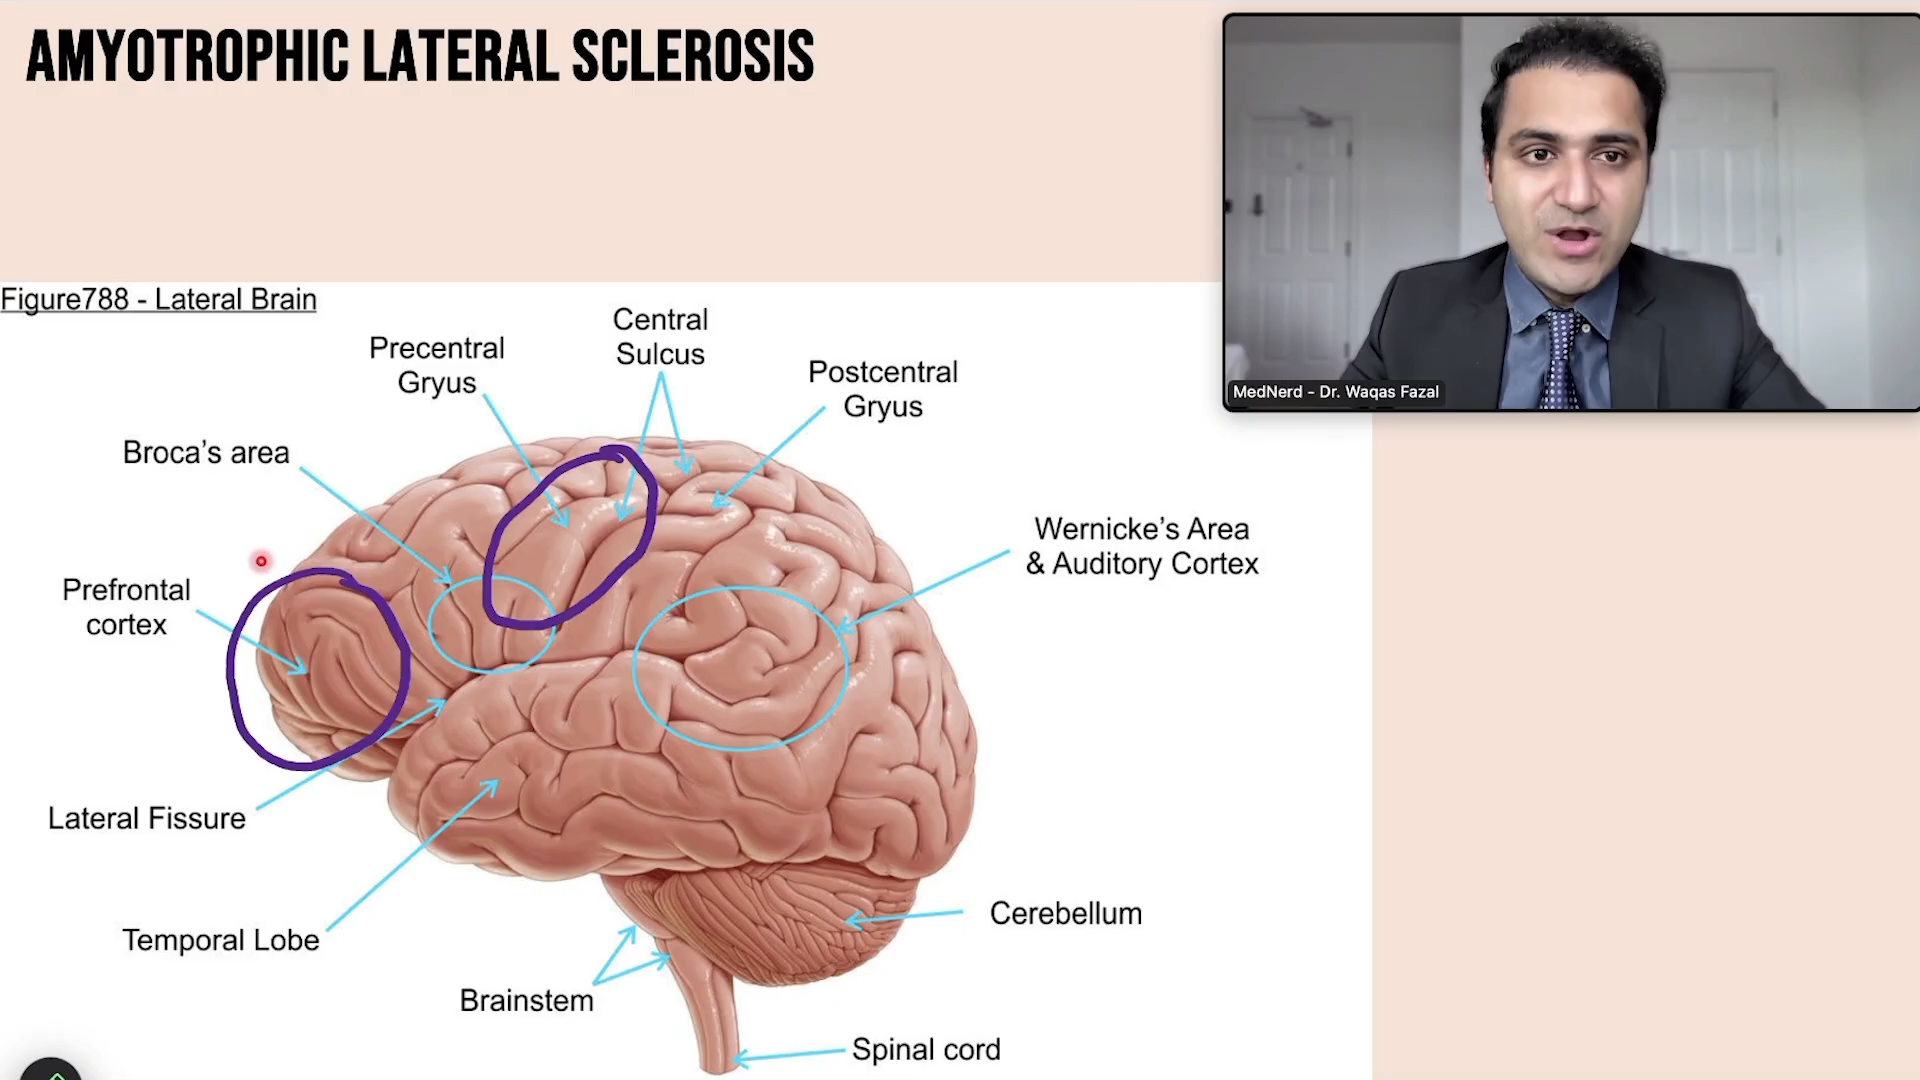 AMYOTROPHIC LATERAL SCLEROSIS
MedNerd - Dr. Waqas Fazal
Figure788 - Lateral Brain
Central
Sulcus
Precentral
Gryus
Postcentral
Gryus
Broca's area
Wernicke's Area
& Auditory Cortex
Prefrontal
cortex
Lateral Fissure
Temporal Lobe
Cerebellum
Brainstem
Spinal cord